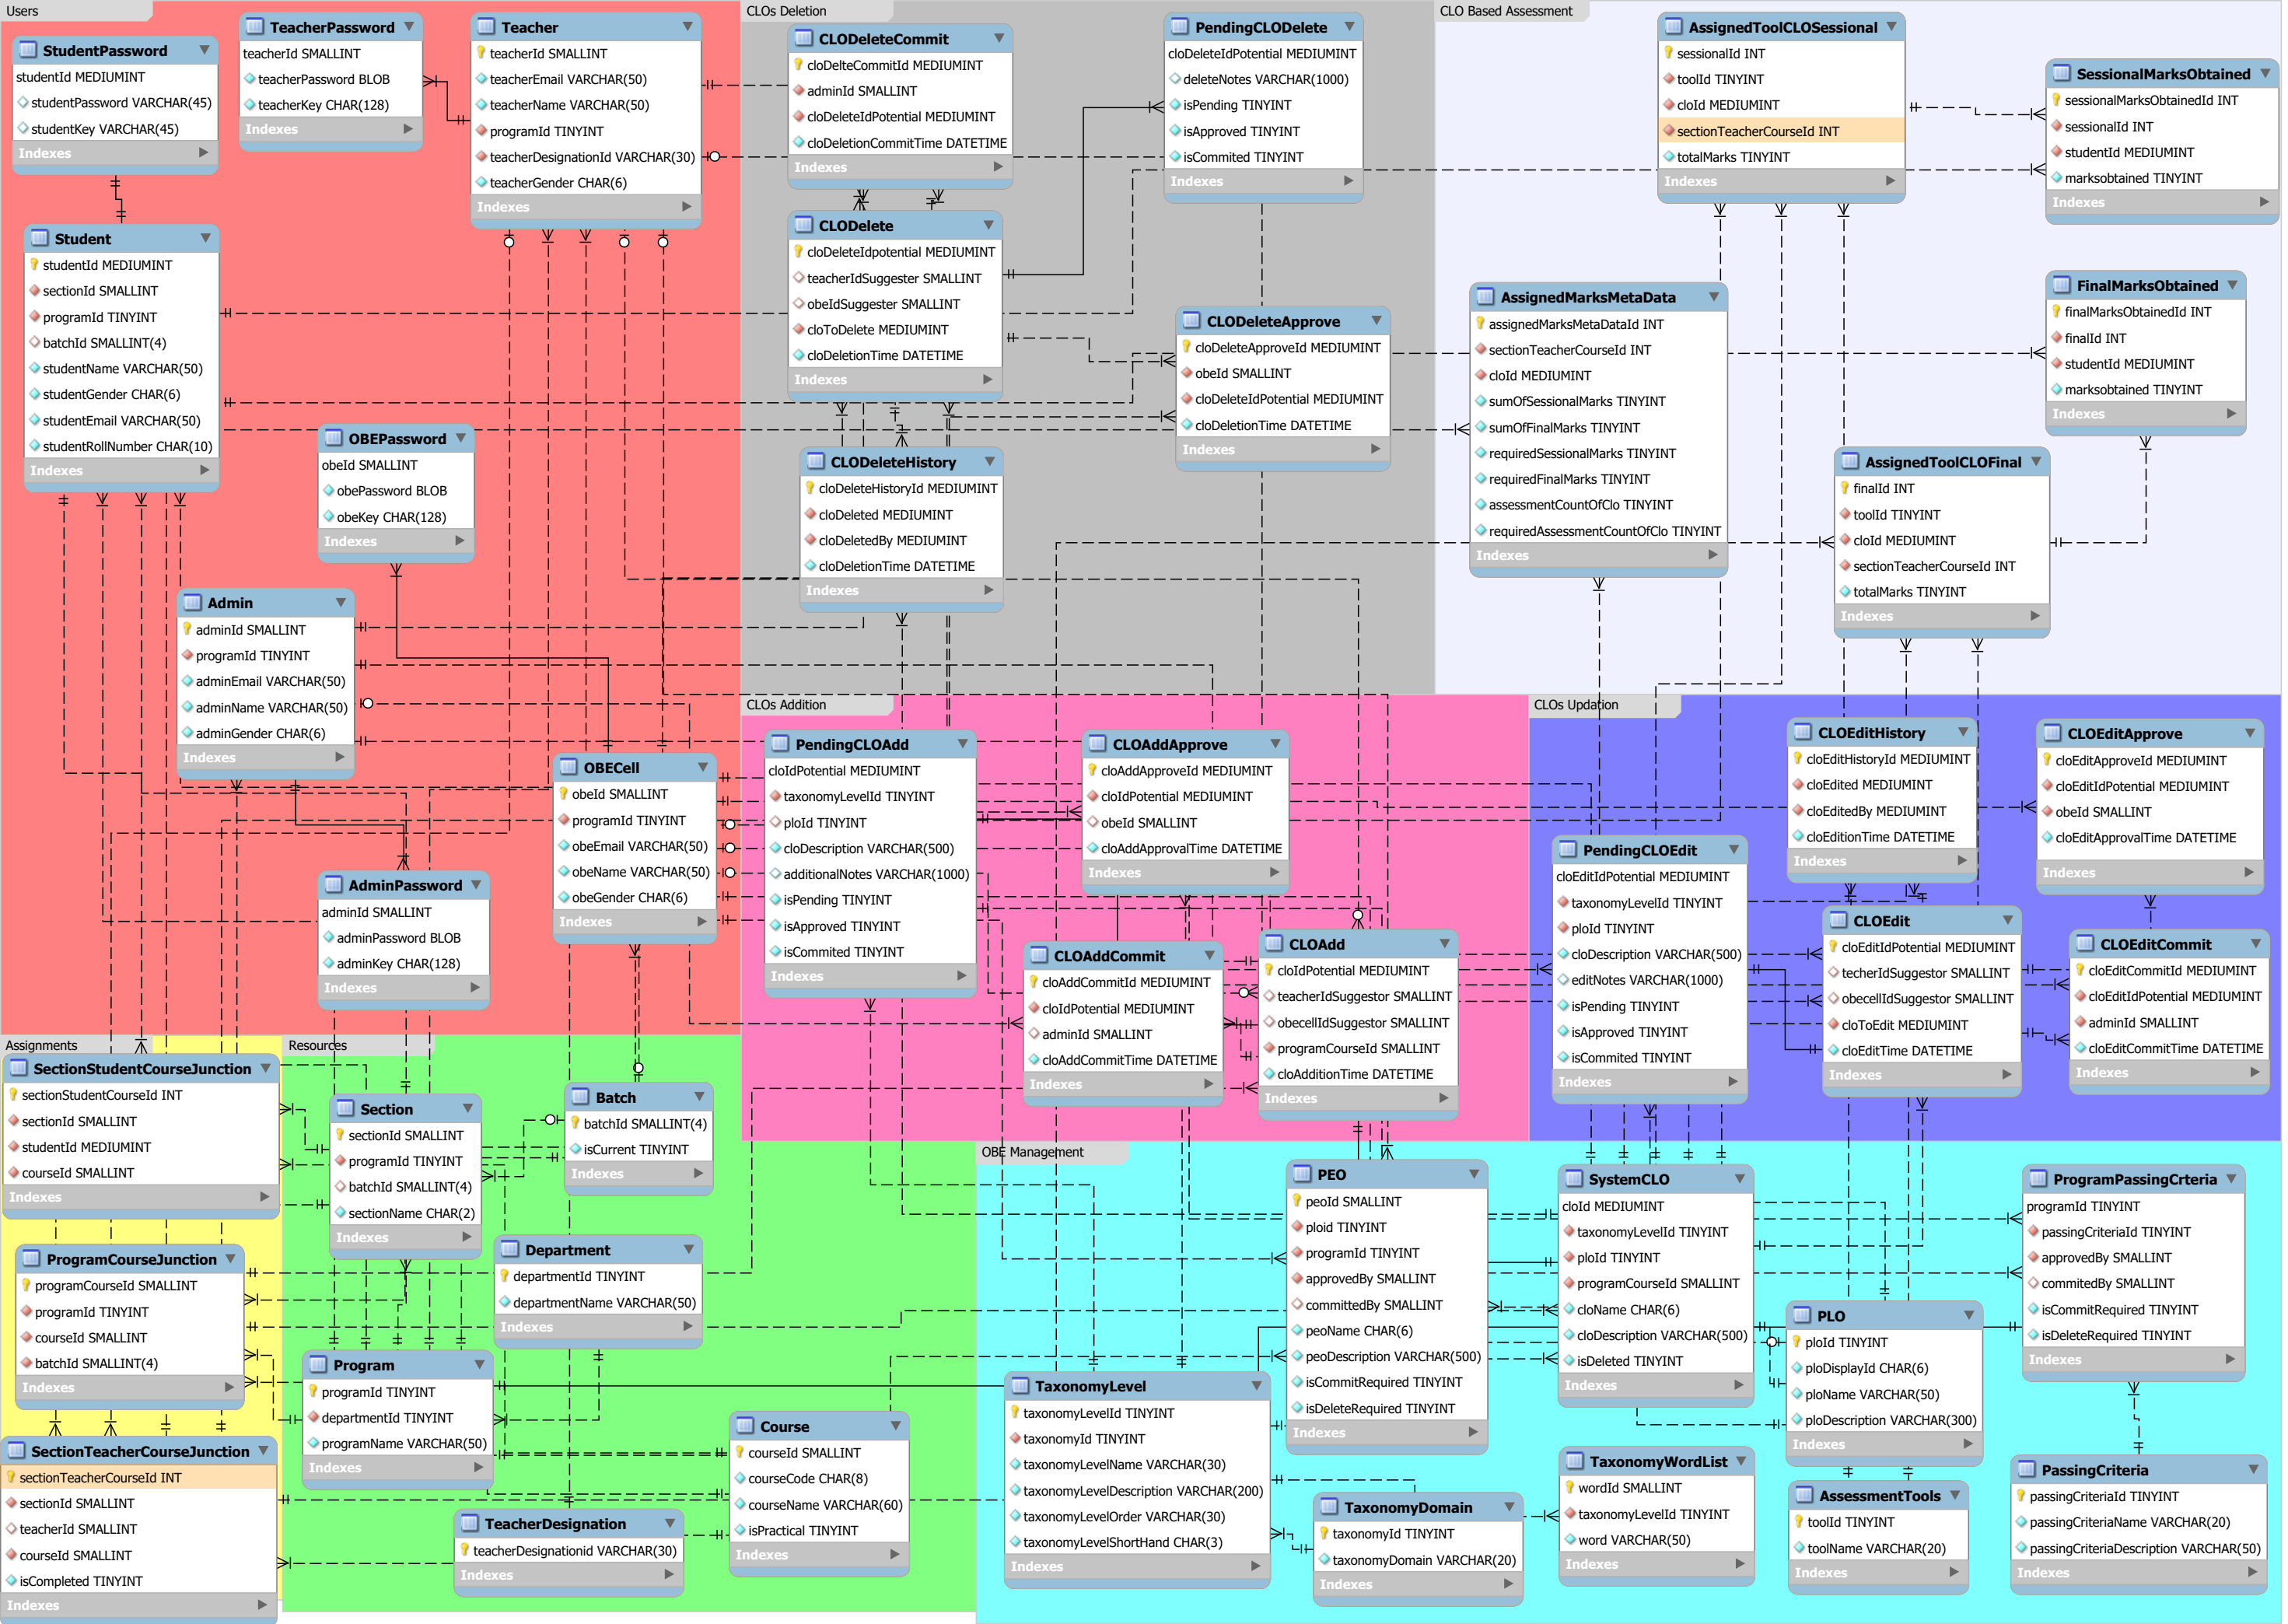 Users
StudentPassword
studentId MEDIUMINT
studentPassword VARCHAR(45)
studentKey VARCHAR(45)
Indexes
TeacherPassword
teacherId SMALLINT
teacherPassword BLOB
teacherKey CHAR(128)
Indexes
Teacher
teacherId SMALLINT
teacherEmail VARCHAR(50)
teacherName VARCHAR(50)
programId TINYINT
teacherDesignationId VARCHAR(30)
teacherGender CHAR(6)
Indexes
Student
studentId MEDIUMINT
sectionId SMALLINT
programId TINYINT
batchId SMALLINT(4)
studentName VARCHAR(50)
studentGender CHAR(6)
studentEmail VARCHAR(50)
studentRollNumber CHAR(10)
Indexes
OBEPassword
obeId SMALLINT
obePassword BLOB
obeKey CHAR(128)
Indexes
Admin
adminId SMALLINT
programId TINYINT
adminEmail VARCHAR(50)
adminName VARCHAR(50)
adminGender CHAR(6)
Indexes
OBECell
obeId SMALLINT
programId TINYINT
obeEmail VARCHAR(50)
obeName VARCHAR(50)
obeGender CHAR(6)
Indexes
AdminPassword
adminId SMALLINT
adminPassword BLOB
adminKey CHAR(128)
Indexes
CLOs Deletion
CLODeleteCommit
cloDelteCommitId MEDIUMINT
adminId SMALLINT
cloDeleteIdPotential MEDIUMINT
cloDeletionCommitTime DATETIME
Indexes
PendingCLODelete
cloDeleteIdPotential MEDIUMINT
deleteNotes VARCHAR(1000)
isPending TINYINT
isApproved TINYINT
isCommited TINYINT
Indexes
CLODelete
cloDeleteIdpotential MEDIUMINT
teacherIdSuggester SMALLINT
obeIdSuggester SMALLINT
cloToDelete MEDIUMINT
cloDeletionTime DATETIME
Indexes
CLODeleteApprove
cloDeleteApproveId MEDIUMINT
obeId SMALLINT
cloDeleteIdPotential MEDIUMINT
cloDeletionTime DATETIME
Indexes
CLODeleteHistory
cloDeleteHistoryId MEDIUMINT
cloDeleted MEDIUMINT
cloDeletedBy MEDIUMINT
cloDeletionTime DATETIME
Indexes
CLO Based Assessment
AssignedToolCLOSessional
sessionalId INT
toolId TINYINT
cloId MEDIUMINT
sectionTeacherCourseId INT
totalMarks TINYINT
Indexes
SessionalMarksObtained
sessionalMarksObtainedId INT
sessionalId INT
studentId MEDIUMINT
marksobtained TINYINT
Indexes
AssignedMarksMetaData
assignedMarksMetaDataId INT
sectionTeacherCourseId INT
cloId MEDIUMINT
sumOfSessionalMarks TINYINT
sumOfFinalMarks TINYINT
requiredSessionalMarks TINYINT
requiredFinalMarks TINYINT
assessmentCountOfClo TINYINT
requiredAssessmentCountOfClo TINYINT
Indexes
FinalMarksObtained
finalMarksObtainedId INT
finalId INT
studentId MEDIUMINT
marksobtained TINYINT
Indexes
AssignedToolCLOFinal
finalId INT
toolId TINYINT
cloId MEDIUMINT
sectionTeacherCourseId INT
totalMarks TINYINT
Indexes
CLOs Addition
PendingCLOAdd
cloIdPotential MEDIUMINT
taxonomyLevelId TINYINT
ploId TINYINT
cloDescription VARCHAR(500)
additionalNotes VARCHAR(1000)
isPending TINYINT
isApproved TINYINT
isCommited TINYINT
Indexes
CLOAddApprove
cloAddApproveId MEDIUMINT
cloIdPotential MEDIUMINT
obeId SMALLINT
cloAddApprovalTime DATETIME
Indexes
CLOAddCommit
cloAddCommitId MEDIUMINT
cloIdPotential MEDIUMINT
adminId SMALLINT
cloAddCommitTime DATETIME
Indexes
CLOAdd
cloIdPotential MEDIUMINT
teacherIdSuggestor SMALLINT
obecellIdSuggestor SMALLINT
programCourseId SMALLINT
cloAdditionTime DATETIME
Indexes
CLOs Updation
CLOEditHistory
cloEditHistoryId MEDIUMINT
cloEdited MEDIUMINT
cloEditedBy MEDIUMINT
cloEditionTime DATETIME
Indexes
CLOEditApprove
cloEditApproveId MEDIUMINT
cloEditIdPotential MEDIUMINT
obeId SMALLINT
cloEditApprovalTime DATETIME
Indexes
PendingCLOEdit
cloEditIdPotential MEDIUMINT
taxonomyLevelId TINYINT
ploId TINYINT
cloDescription VARCHAR(500)
editNotes VARCHAR(1000)
isPending TINYINT
isApproved TINYINT
isCommited TINYINT
Indexes
CLOEdit
cloEditIdPotential MEDIUMINT
techerIdSuggestor SMALLINT
obecellIdSuggestor SMALLINT
cloToEdit MEDIUMINT
cloEditTime DATETIME
Indexes
CLOEditCommit
cloEditCommitId MEDIUMINT
cloEditIdPotential MEDIUMINT
adminId SMALLINT
cloEditCommitTime DATETIME
Indexes
Assignments
SectionStudentCourseJunction
sectionStudentCourseId INT
sectionId SMALLINT
studentId MEDIUMINT
courseId SMALLINT
Indexes
ProgramCourseJunction
programCourseId SMALLINT
programId TINYINT
courseId SMALLINT
batchId SMALLINT(4)
Indexes
SectionTeacherCourseJunction
sectionTeacherCourseId INT
sectionId SMALLINT
teacherId SMALLINT
courseId SMALLINT
isCompleted TINYINT
Indexes
Resources
Section
sectionId SMALLINT
programId TINYINT
batchId SMALLINT(4)
sectionName CHAR(2)
Indexes
Batch
batchId SMALLINT(4)
isCurrent TINYINT
Indexes
Department
departmentId TINYINT
departmentName VARCHAR(50)
Indexes
Program
programId TINYINT
departmentId TINYINT
programName VARCHAR(50)
Indexes
Course
courseId SMALLINT
courseCode CHAR(8)
courseName VARCHAR(60)
isPractical TINYINT
Indexes
TeacherDesignation
teacherDesignationid VARCHAR(30)
Indexes
OBE Management
PEO
peoId SMALLINT
ploid TINYINT
programId TINYINT
approvedBy SMALLINT
committedBy SMALLINT
peoName CHAR(6)
peoDescription VARCHAR(500)
isCommitRequired TINYINT
isDeleteRequired TINYINT
Indexes
SystemCLO
cloId MEDIUMINT
taxonomyLevelId TINYINT
ploId TINYINT
programCourseId SMALLINT
cloName CHAR(6)
cloDescription VARCHAR(500)
isDeleted TINYINT
Indexes
ProgramPassingCrteria
programId TINYINT
passingCriteriaId TINYINT
approvedBy SMALLINT
commitedBy SMALLINT
isCommitRequired TINYINT
isDeleteRequired TINYINT
Indexes
PLO
ploId TINYINT
ploDisplayId CHAR(6)
ploName VARCHAR(50)
ploDescription VARCHAR(300)
Indexes
TaxonomyLevel
taxonomyLevelId TINYINT
taxonomyId TINYINT
taxonomyLevelName VARCHAR(30)
taxonomyLevelDescription VARCHAR(200)
taxonomyLevelOrder VARCHAR(30)
taxonomyLevelShortHand CHAR(3)
Indexes
TaxonomyDomain
taxonomyId TINYINT
taxonomyDomain VARCHAR(20)
Indexes
TaxonomyWordList
wordId SMALLINT
taxonomyLevelId TINYINT
word VARCHAR(50)
Indexes
AssessmentTools
toolId TINYINT
toolName VARCHAR(20)
Indexes
PassingCriteria
passingCriteriaId TINYINT
passingCriteriaName VARCHAR(20)
passingCriteriaDescription VARCHAR(50)
Indexes